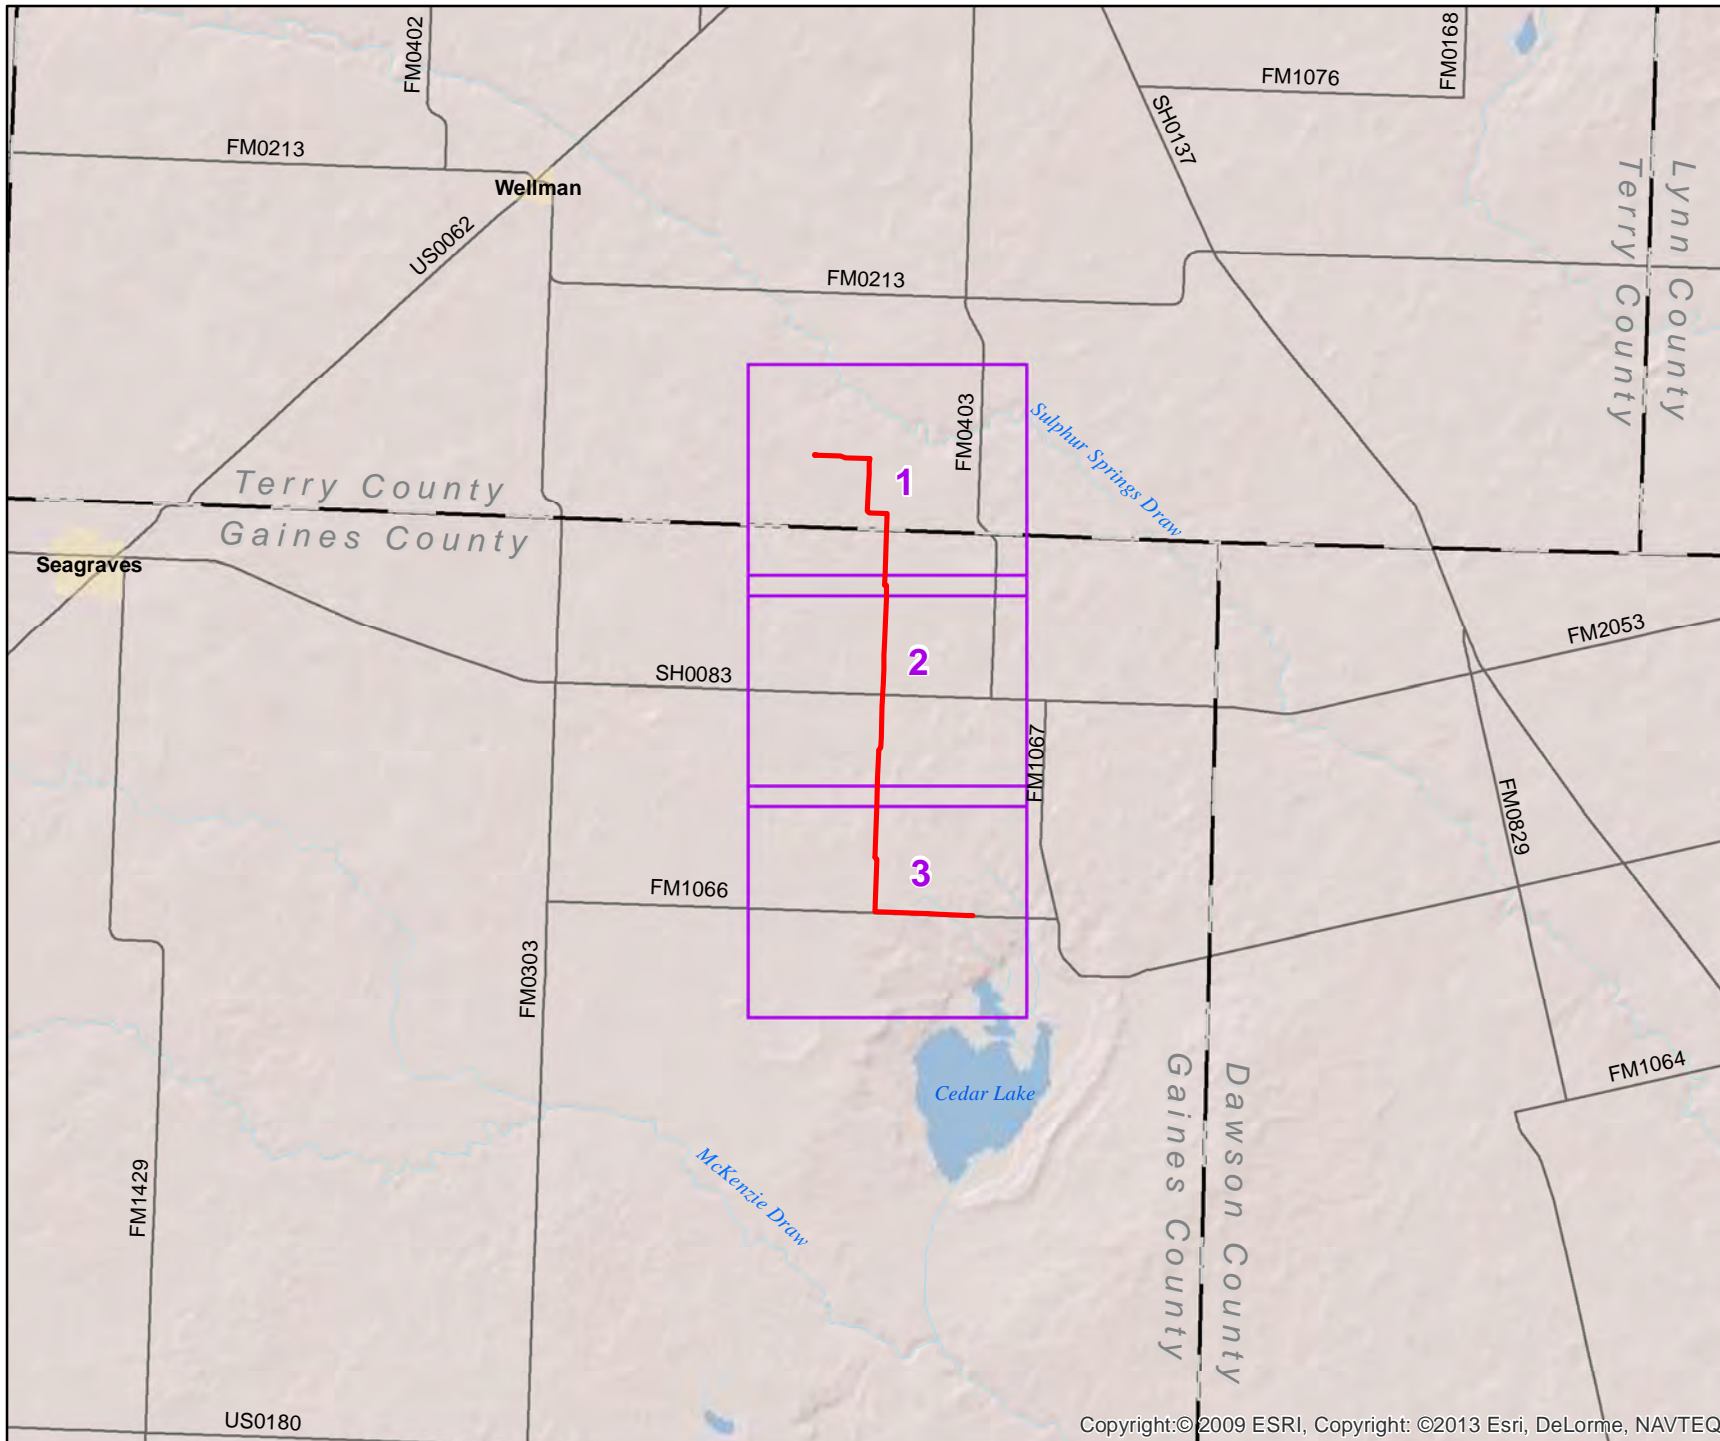 FM0402
FM0168
FM1076
SH0137
FM0213
Wellman
Lynn County
Terry County
US0062
FM0213
FM0403
Sulphur Springs Draw
Terry County
1
Gaines County
Seagraves
FM2053
2
SH0083
FM1067
FM0829
3
FM1066
FM0303
Cedar Lake
Gaines County
Dawson County
FM1064
McKenzie Draw
FM1429
US0180
Copyright:© 2009 ESRI, Copyright: ©2013 Esri, DeLorme, NAVTEQ